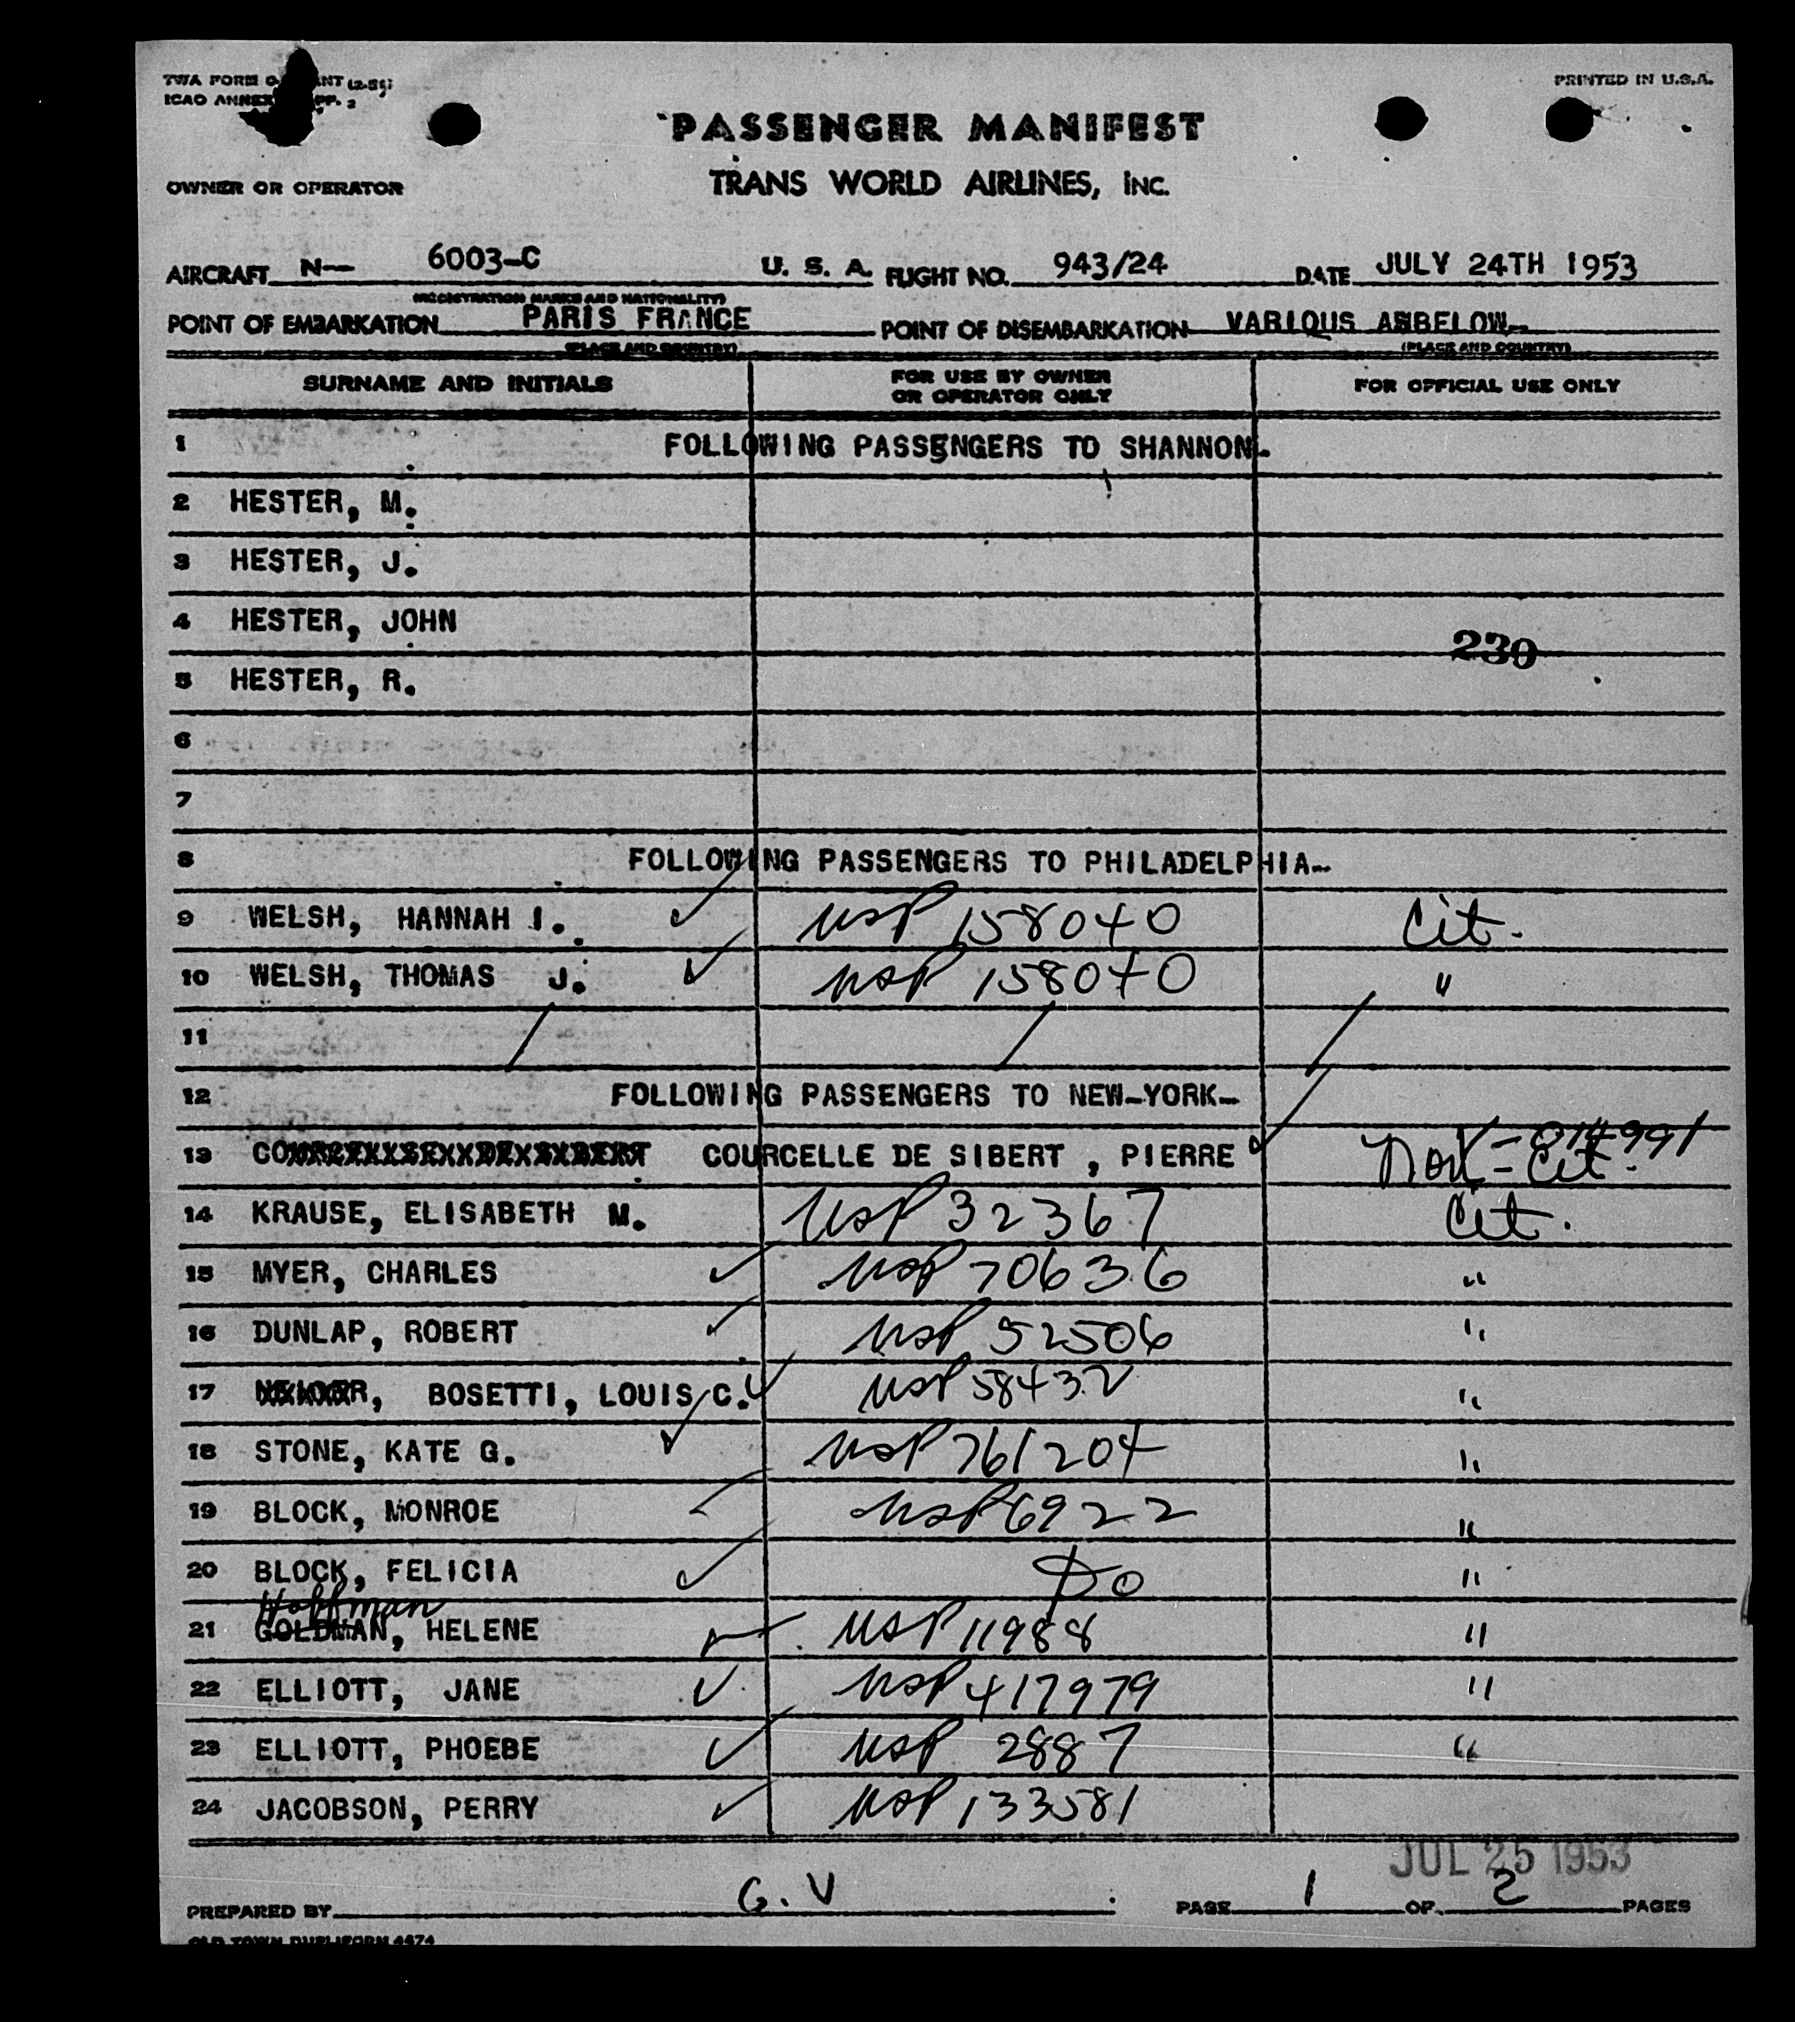 TWA FORM
ICAO ANNEX
PRINTED IN U.S.A.
PASSENGER MANIFEST
TRANS WORLD AIRLINES, INC.
OWNER OR OPERATOR
AIRCRAFT N— 6003-C U. S. A. FLIGHT NO. 943/24 DATE JULY 24TH 1953
(REGISTRATION MARKS AND NATIONALITY)
POINT OF EMBARKATION PARIS FRANCE POINT OF DISEMBARKATION VARIOUS ASBELOW-
(PLACE AND COUNTRY) (PLACE AND COUNTRY)
SURNAME AND INITIALS FOR USE BY OWNER OR OPERATOR ONLY FOR OFFICIAL USE ONLY
1 FOLLOWING PASSENGERS TO SHANNON-
2 HESTER, M.
3 HESTER, J.
4 HESTER, JOHN
230
5 HESTER, R.
6
7
8 FOLLOWING PASSENGERS TO PHILADELPHIA-
9 WELSH, HANNAH I. USP 158040 Cit.
10 WELSH, THOMAS J. USP 158040 "
11
12 FOLLOWING PASSENGERS TO NEW-YORK-
13 COURCELLE DE SIBERT , PIERRE Cit.
14 KRAUSE, ELISABETH M. USP 32367 Cit.
15 MYER, CHARLES USP 70636 "
16 DUNLAP, ROBERT USP 52506 "
17 BOSETTI, LOUIS C. USP 58432 "
18 STONE, KATE G. USP 761204 "
19 BLOCK, MONROE USP 6922 "
20 BLOCK, FELICIA Do "
Hoffman
21 GOLDMAN, HELENE USP 11988 "
22 ELLIOTT, JANE USP 417979 "
23 ELLIOTT, PHOEBE USP 2887 "
24 JACOBSON, PERRY USP 133581
JUL 25 1953
PREPARED BY G. V PAGE 1 OF 2 PAGES
OLD TOWN DUPLIFORM 4474